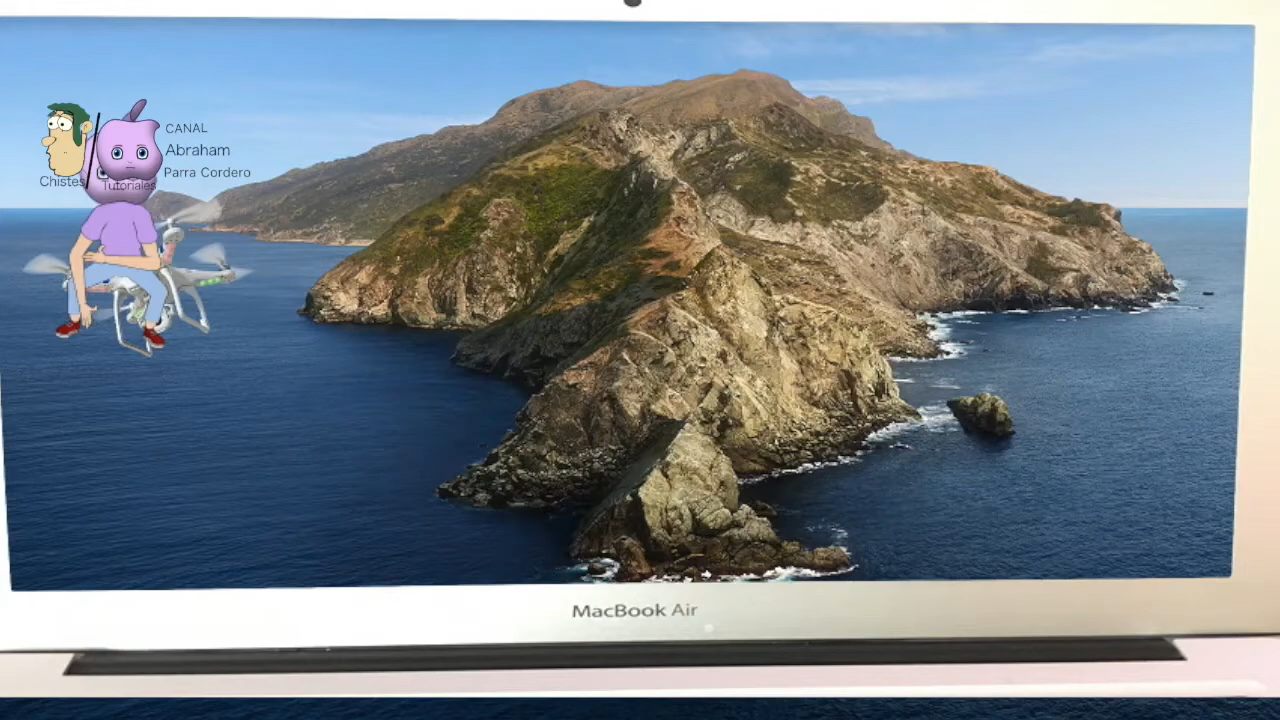 CANAL
Abraham
Parra Cordero
Chistes
Tutoriales
MacBook Air